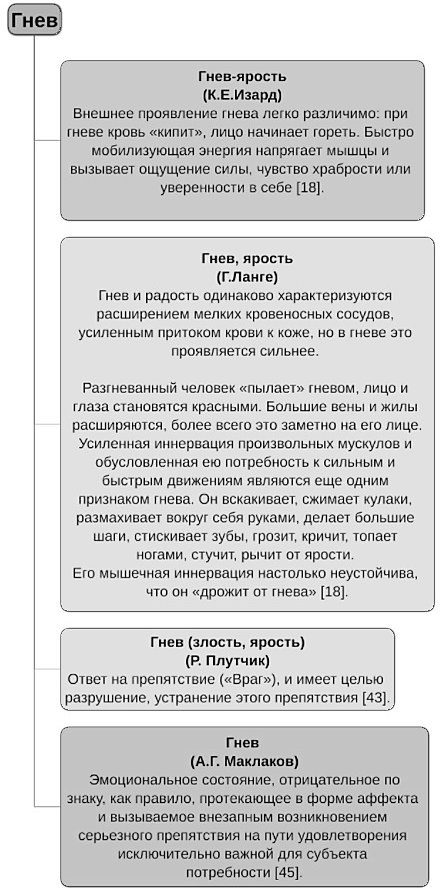 Гнев
Гнев-ярость
(К.Е.Изард)
Внешнее проявление гнева легко различимо: при
гневе кровь «кипит», лицо начинает гореть. Быстро
мобилизующая энергия напрягает мышцы и
вызывает ощущение силы, чувство храбрости или
уверенности в себе [18].
Гнев, ярость
(Г.Ланге)
Гнев и радость одинаково характеризуются
расширением мелких кровеносных сосудов,
усиленным притоком крови к коже, но в гневе это
проявляется сильнее.
Разгневанный человек «пылает» гневом, лицо и
глаза становятся красными. Большие вены и жилы
расширяются, более всего это заметно на его лице.
Усиленная иннервация произвольных мускулов и
обусловленная ею потребность к сильным и
быстрым движениям являются еще одним
признаком гнева. Он вскакивает, сжимает кулаки,
размахивает вокруг себя руками, делает большие
шаги, стискивает зубы, грозит, кричит, топает
ногами, стучит, рычит от ярости.
Его мышечная иннервация настолько неустойчива,
что он «дрожит от гнева» [18].
Гнев (злость, ярость)
(Р. Плутчик)
Ответ на препятствие («Враг»), и имеет целью
разрушение, устранение этого препятствия [43].
Гнев
(А.Г. Маклаков)
Эмоциональное состояние, отрицательное по
знаку, как правило, протекающее в форме аффекта
и вызываемое внезапным возникновением
серьезного препятствия на пути удовлетворения
исключительно важной для субъекта
потребности [45].